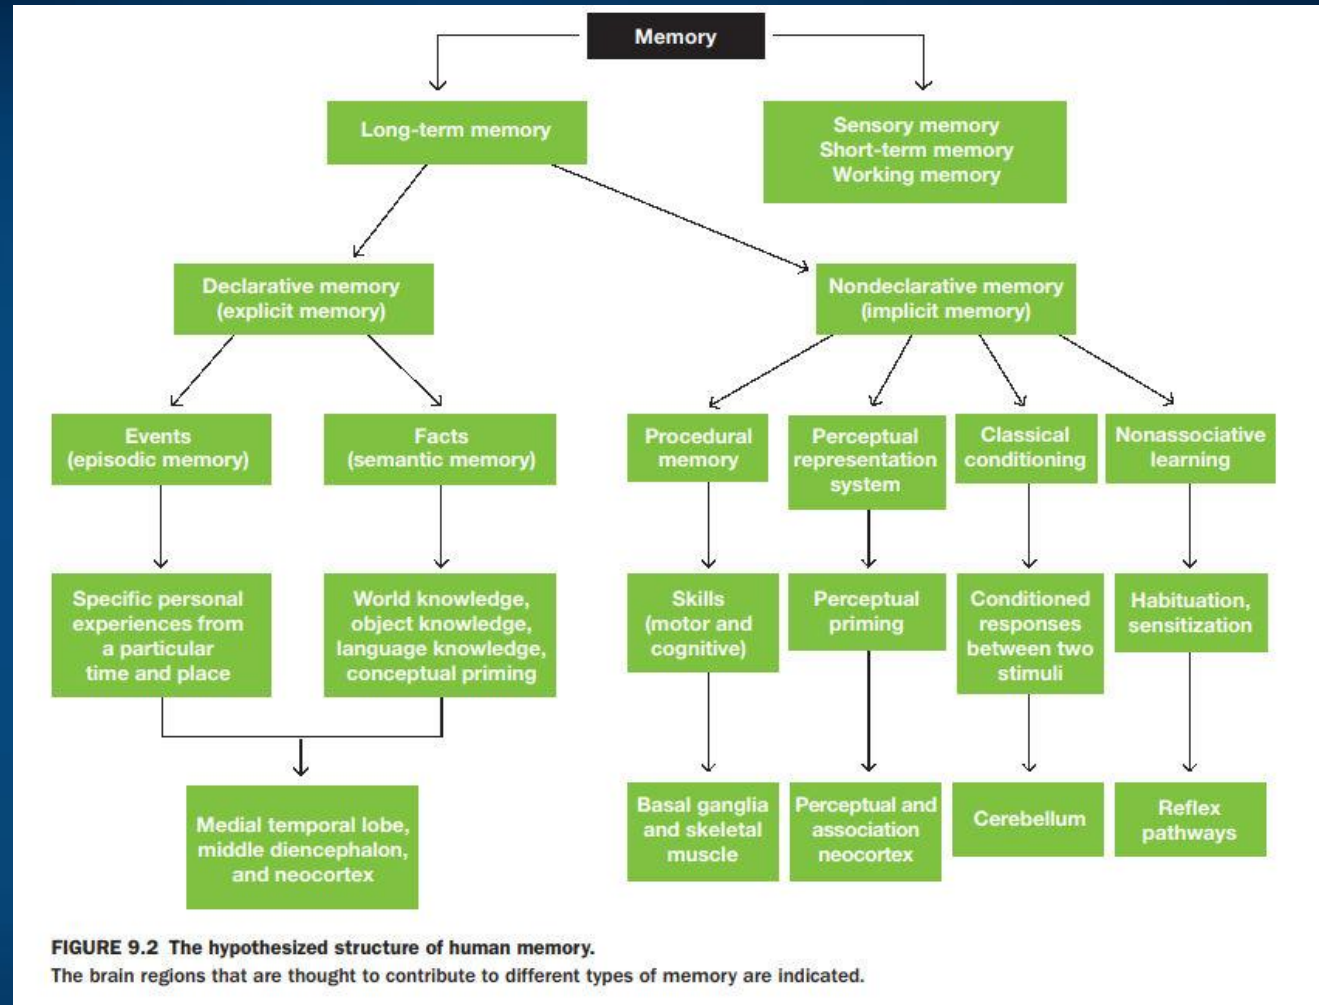 Memory
Long-term memory
Sensory memory
Short-term memory
Working memory
Declarative memory
(explicit memory)
Nondeclarative memory
(implicit memory)
Events
(episodic memory)
Facts
(semantic memory)
Procedural
memory
Perceptual
representation
system
Classical
conditioning
Nonassociative
learning
Specific personal
experiences from
a particular
time and place
World knowledge,
object knowledge,
language knowledge,
conceptual priming
Skills
(motor and
cognitive)
Perceptual
priming
Conditioned
responses
between two
stimuli
Habituation,
sensitization
Medial temporal lobe,
middle diencephalon,
and neocortex
Basal ganglia
and skeletal
muscle
Perceptual and
association
neocortex
Cerebellum
Reflex
pathways
FIGURE 9.2 The hypothesized structure of human memory.
The brain regions that are thought to contribute to different types of memory are indicated.